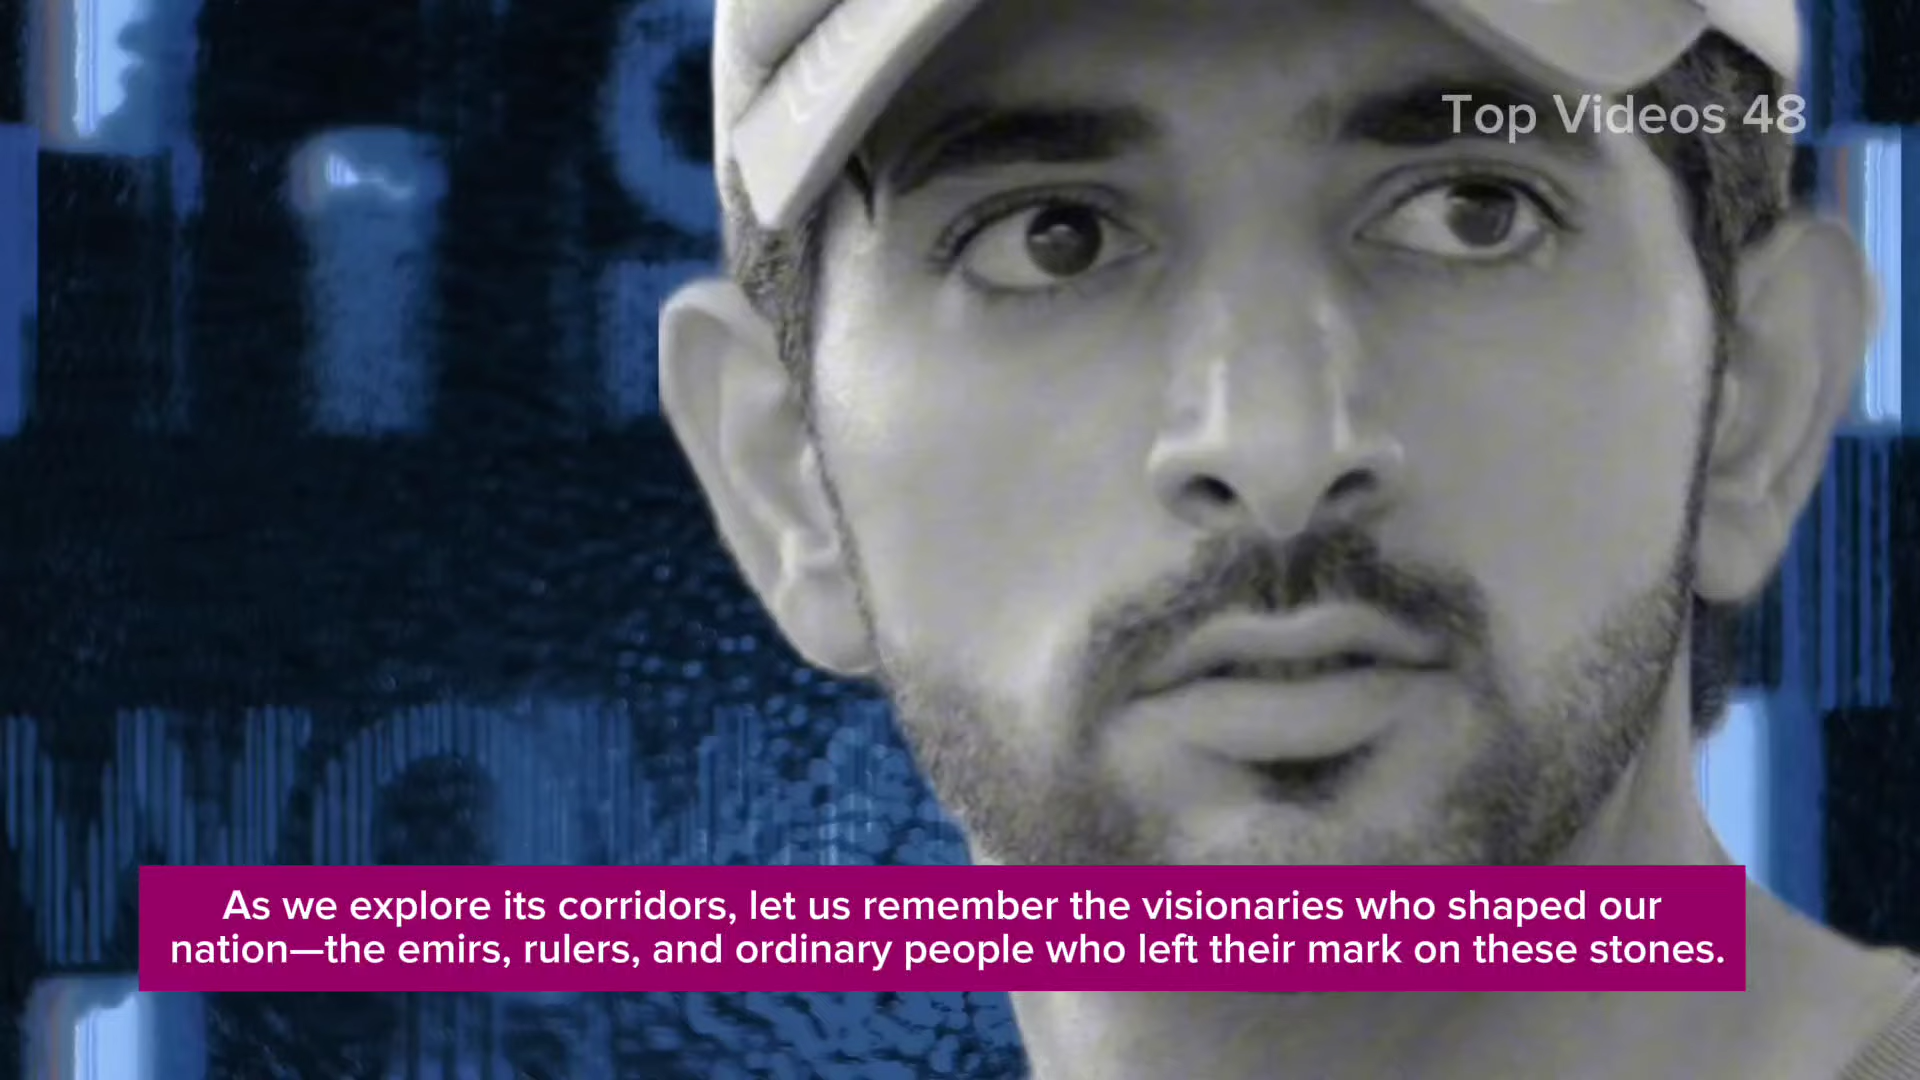 Top Videos 48
As we explore its corridors, let us remember the visionaries who shaped our
nation—the emirs, rulers, and ordinary people who left their mark on these stones.